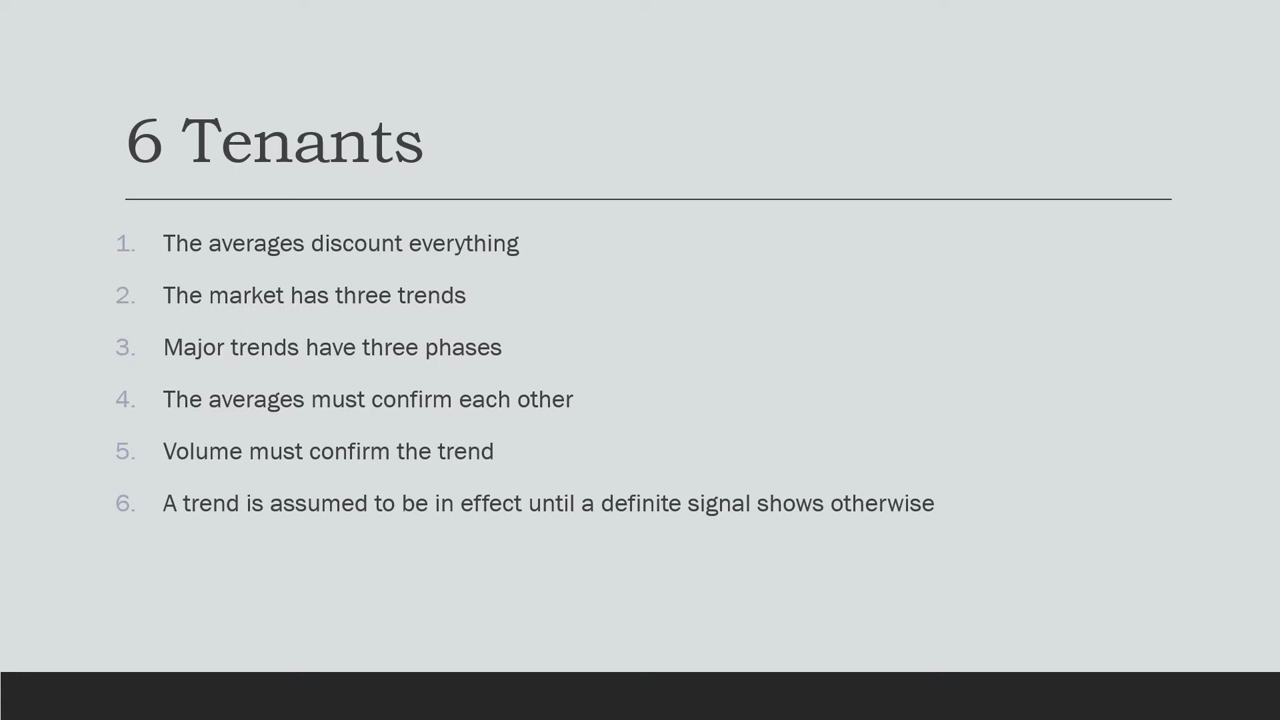 6 Tenants
1. The averages discount everything
2. The market has three trends
3. Major trends have three phases
4. The averages must confirm each other
5. Volume must confirm the trend
6. A trend is assumed to be in effect until a definite signal shows otherwise